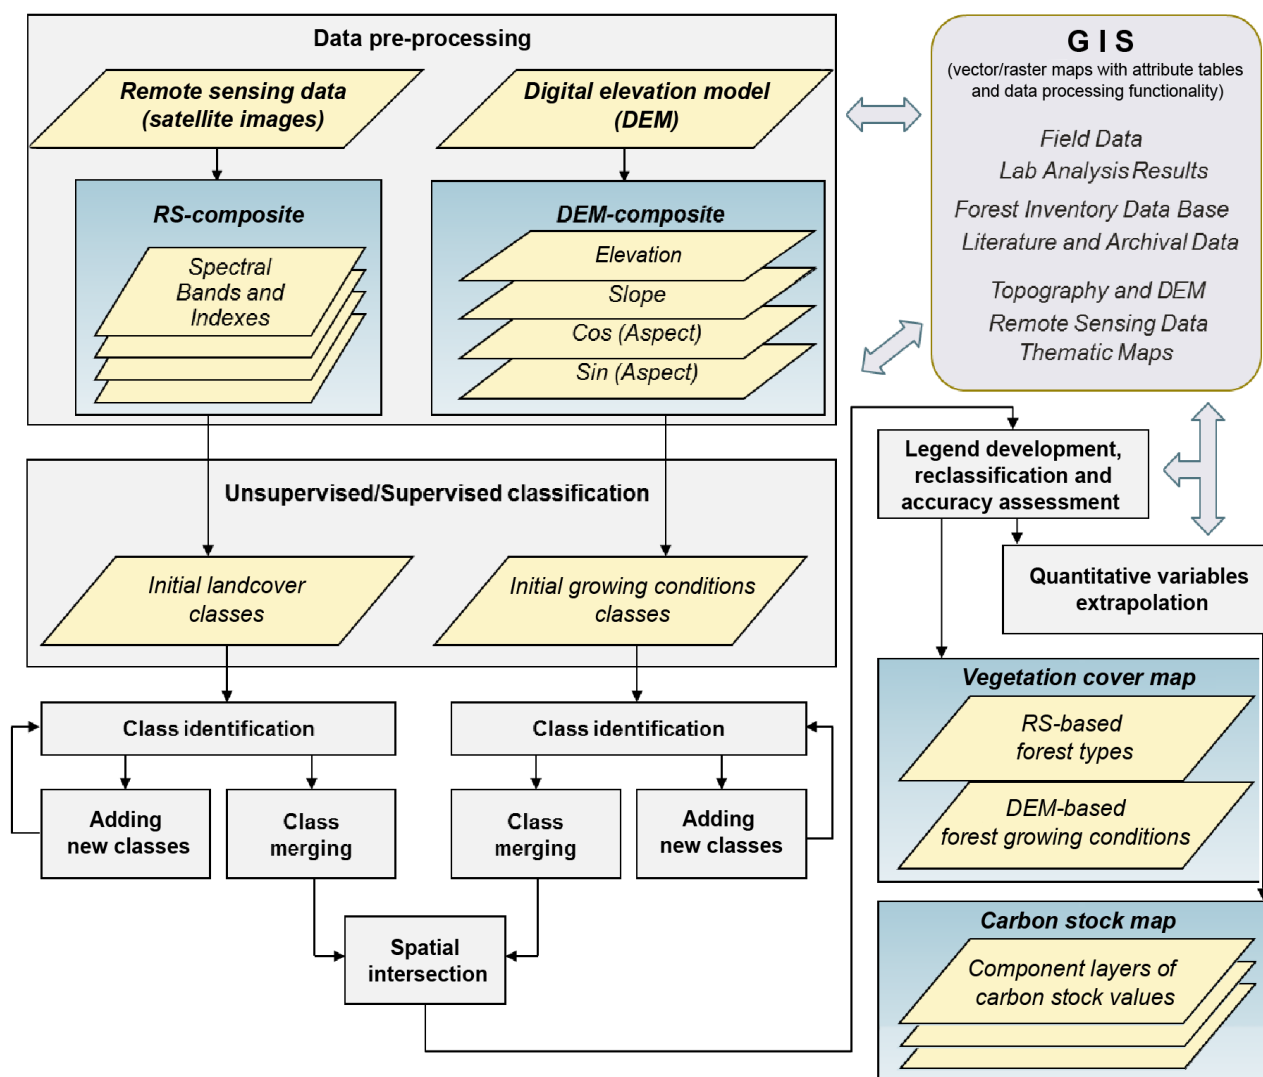 Data pre-processing
Remote sensing data
(satellite images)
Digital elevation model
(DEM)
RS-composite
Spectral
Bands and
Indexes
DEM-composite
Elevation
Slope
Cos (Aspect)
Sin (Aspect)
G I S
(vector/raster maps with attribute tables
and data processing functionality)
Field Data
Lab Analysis Results
Forest Inventory Data Base
Literature and Archival Data
Topography and DEM
Remote Sensing Data
Thematic Maps
Unsupervised/Supervised classification
Initial landcover
classes
Initial growing conditions
classes
Class identification
Adding
new classes
Class
merging
Class identification
Class
merging
Adding
new classes
Spatial
intersection
Legend development,
reclassification and
accuracy assessment
Quantitative variables
extrapolation
Vegetation cover map
RS-based
forest types
DEM-based
forest growing conditions
Carbon stock map
Component layers of
carbon stock values